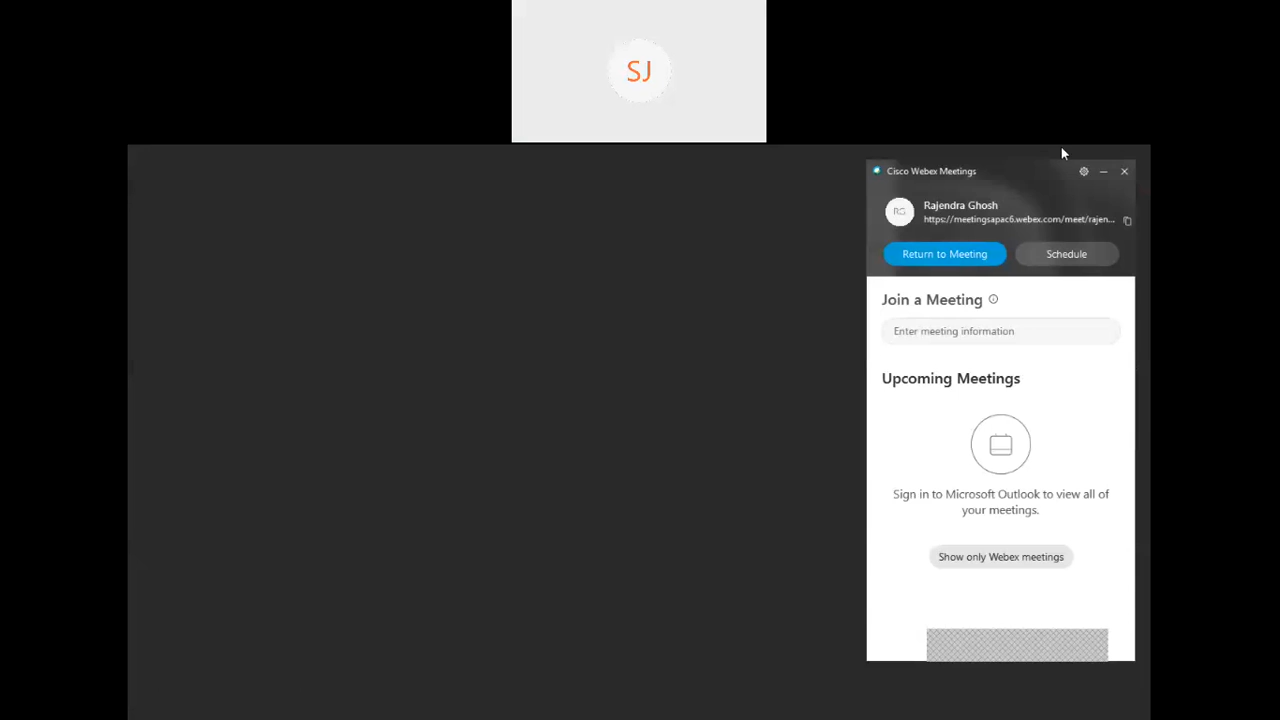 SJ
Cisco Webex Meetings
RG
Rajendra Ghosh
https://meetingsapac6.webex.com/meet/rajen...
Return to Meeting
Schedule
Join a Meeting
Enter meeting information
Upcoming Meetings
Sign in to Microsoft Outlook to view all of
your meetings.
Show only Webex meetings